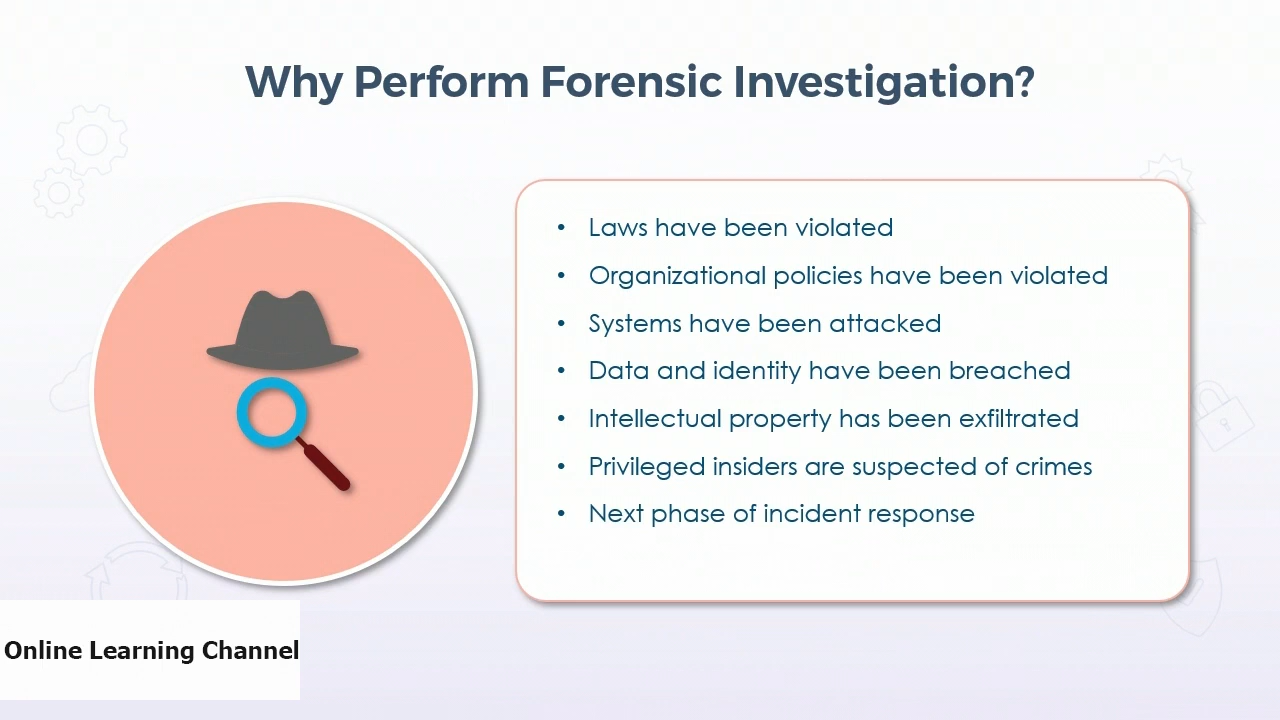 Why Perform Forensic Investigation?
• Laws have been violated
• Organizational policies have been violated
• Systems have been attacked
• Data and identity have been breached
• Intellectual property has been exfiltrated
• Privileged insiders are suspected of crimes
• Next phase of incident response
Online Learning Channel